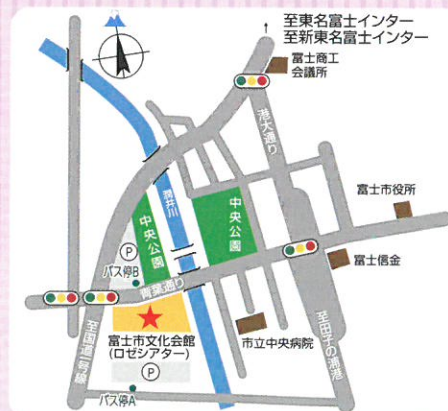 至東名富士インター
至新東名富士インター
富士商工
会議所
港大通り
潤井川
富士市役所
中央公園
中央公園
P
バス停B
富士信金
青葉通り
富士市文化会館
(ロゼシアター)
市立中央病院
至国道一号線
至田子の浦港
P
バス停A